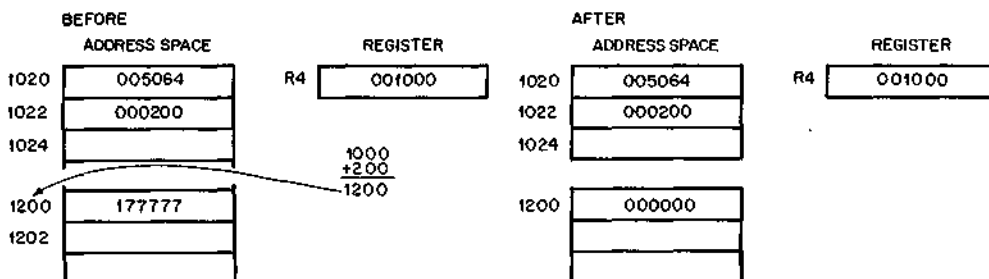 BEFORE
ADDRESS SPACE
REGISTER
1020 005064
R4 001000
1022 000200
1024
1000
+200
1200
1200 177777
1202
AFTER
ADDRESS SPACE
REGISTER
1020 005064
R4 001000
1022 000200
1024
1200 000000